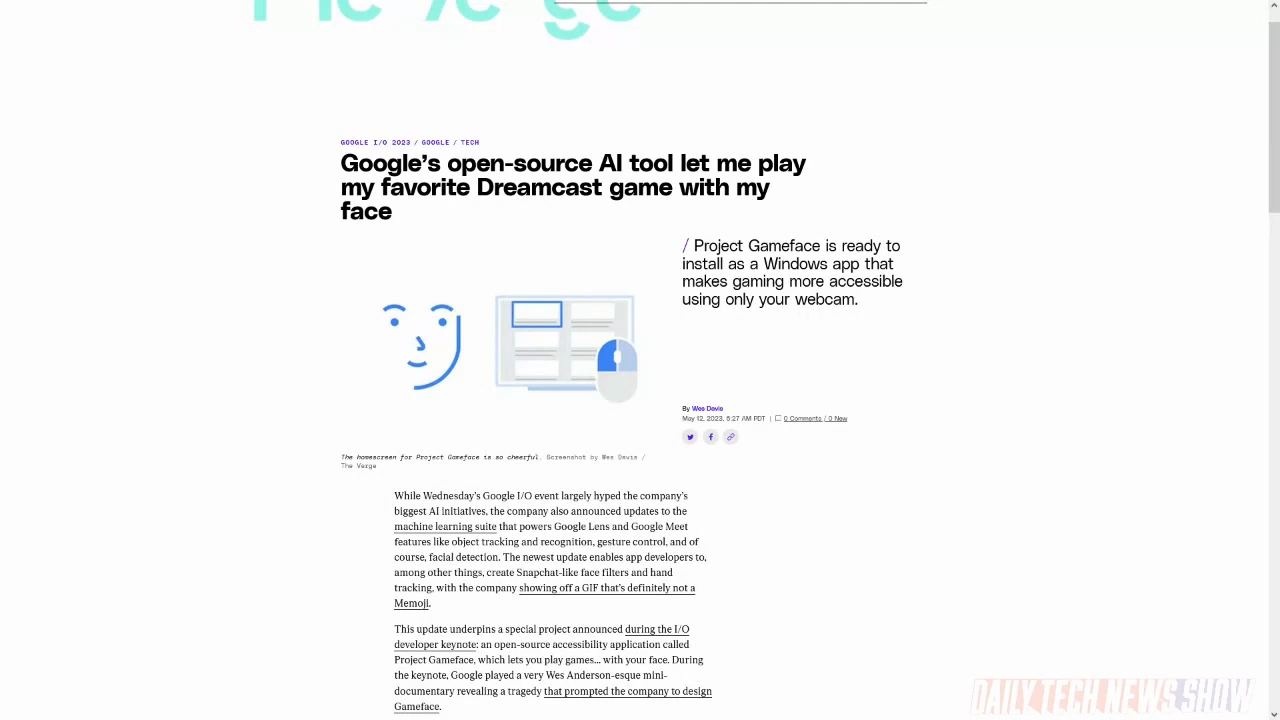 The Verge
GOOGLE I/O 2023 / GOOGLE / TECH
Google's open-source AI tool let me play
my favorite Dreamcast game with my
face
/ Project Gameface is ready to
install as a Windows app that
makes gaming more accessible
using only your webcam.
By Wes Davis
May 12, 2023, 6:27 AM PDT | 0 Comments / 0 New
The homescreen for Project Gameface is so cheerful. Screenshot by Wes Davis /
The Verge
While Wednesday's Google I/O event largely hyped the company's
biggest AI initiatives, the company also announced updates to the
machine learning suite that powers Google Lens and Google Meet
features like object tracking and recognition, gesture control, and of
course, facial detection. The newest update enables app developers to,
among other things, create Snapchat-like face filters and hand
tracking, with the company showing off a GIF that's definitely not a
Memoji.
This update underpins a special project announced during the I/O
developer keynote: an open-source accessibility application called
Project Gameface, which lets you play games... with your face. During
the keynote, Google played a very Wes Anderson-esque mini-
documentary revealing a tragedy that prompted the company to design
Gameface.
DAILY TECH NEWS SHOW